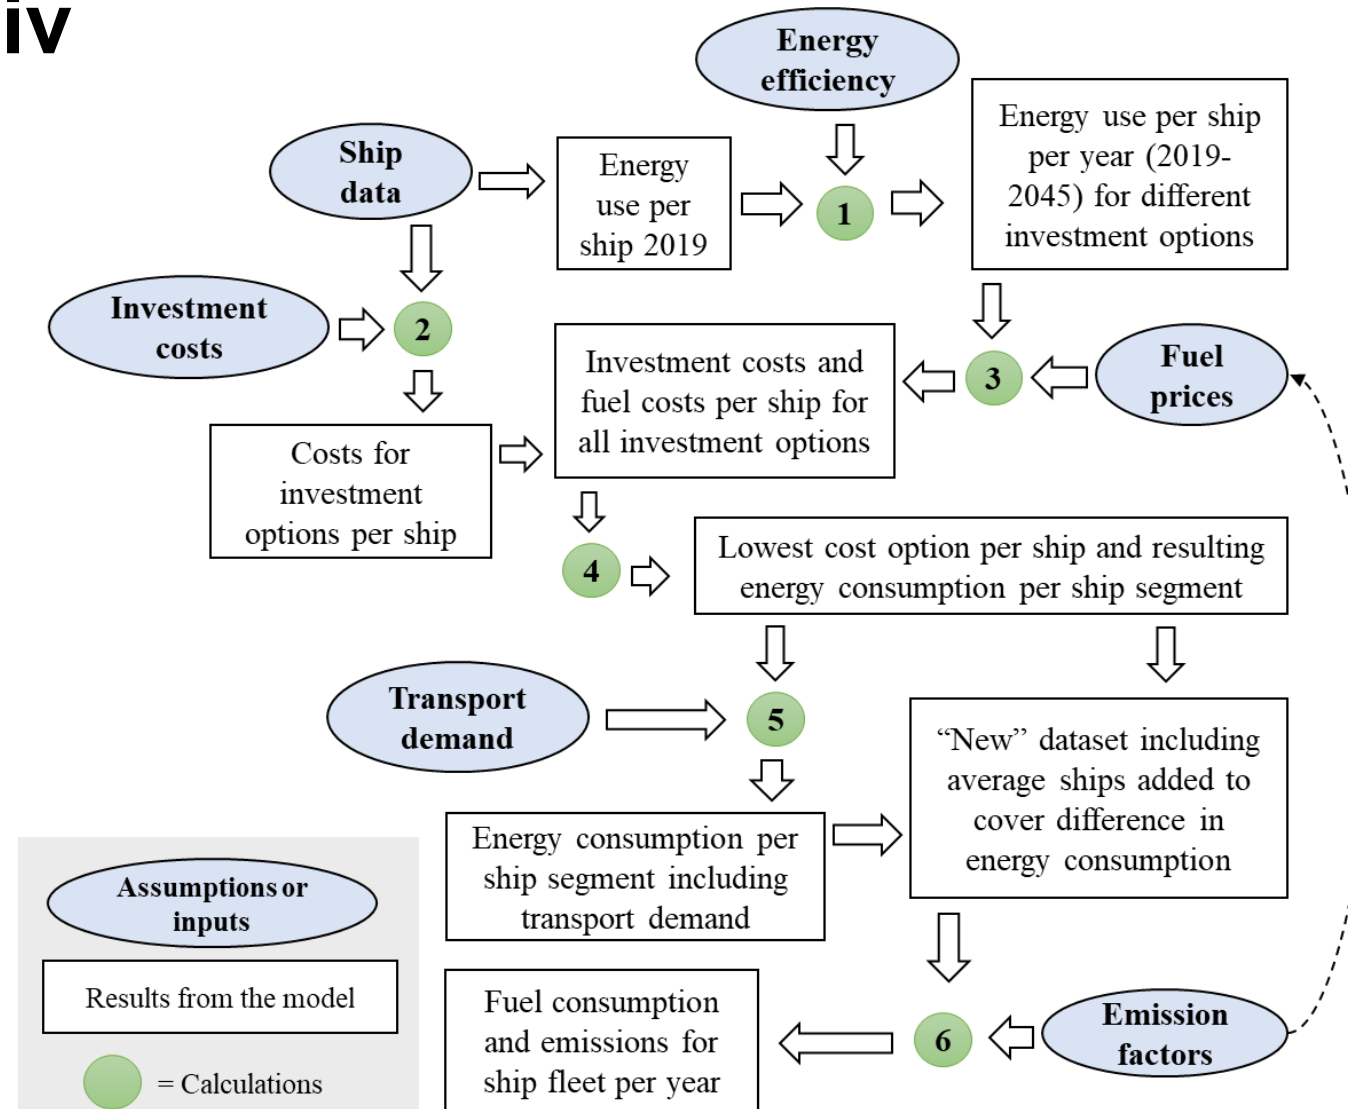 iv
Energy
efficiency
Ship
data
Energy
use per
ship 2019
1
Energy use per ship
per year (2019-
2045) for different
investment options
Investment
costs
2
Investment costs and
fuel costs per ship for
all investment options
3
Fuel
prices
Costs for
investment
options per ship
4
Lowest cost option per ship and resulting
energy consumption per ship segment
Transport
demand
5
“New” dataset including
average ships added to
cover difference in
energy consumption
Energy consumption per
ship segment including
transport demand
Assumptions or
inputs
Results from the model
= Calculations
Fuel consumption
and emissions for
ship fleet per year
6
Emission
factors